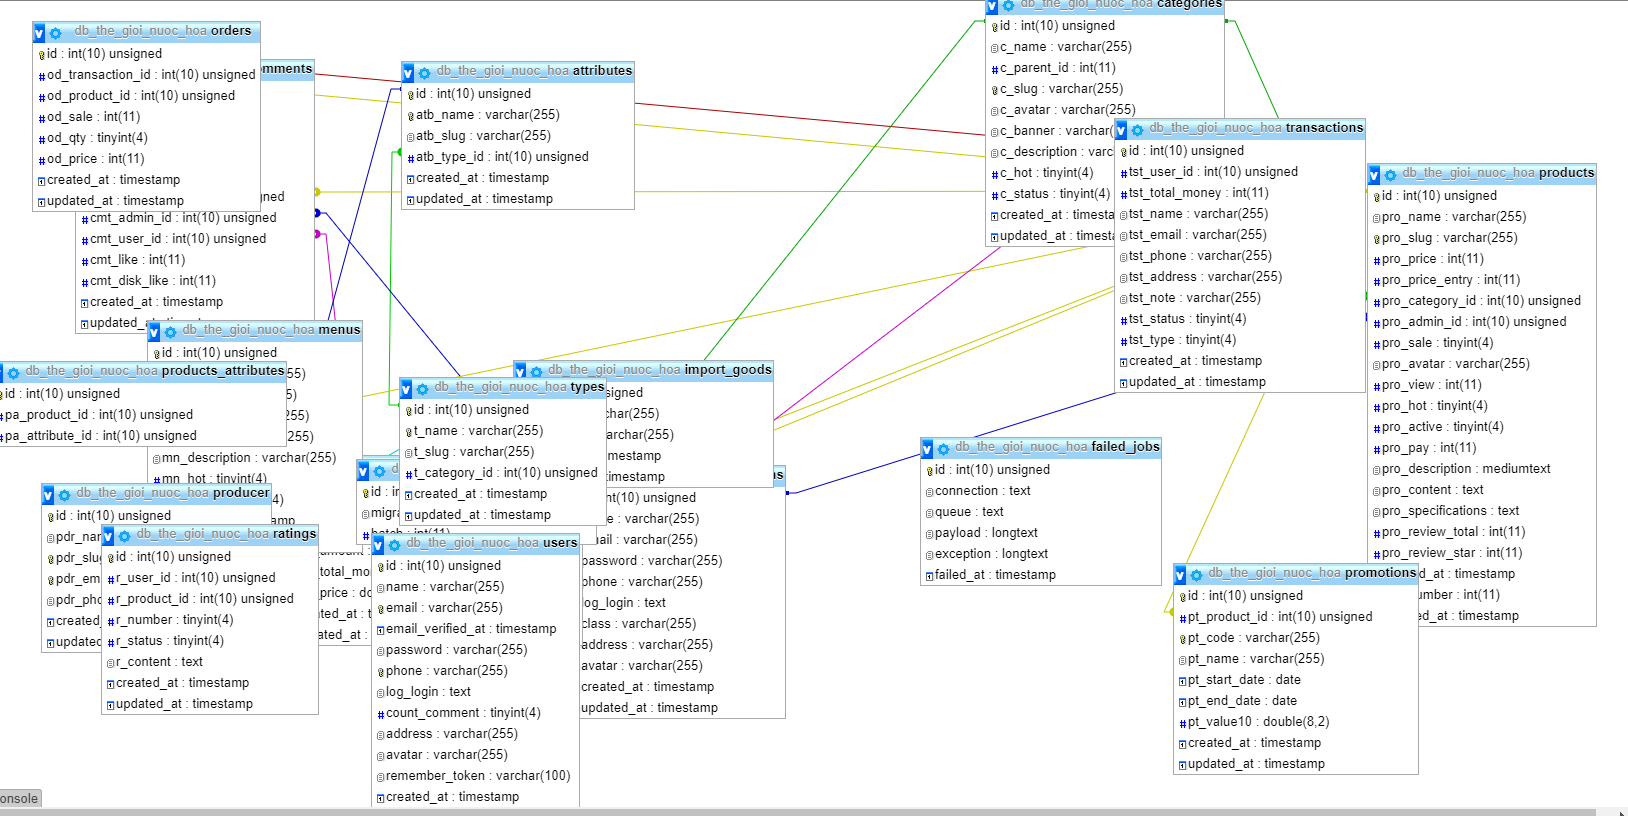 db_the_gioi_nuoc_hoa orders
id : int(10) unsigned
od_transaction_id : int(10) unsigned
od_product_id : int(10) unsigned
od_sale : int(11)
od_qty : tinyint(4)
od_price : int(11)
created_at : timestamp
updated_at : timestamp
mments
ned
cmt_admin_id : int(10) unsigned
cmt_user_id : int(10) unsigned
cmt_like : int(11)
cmt_disk_like : int(11)
created_at : timestamp
updated_at
db_the_gioi_nuoc_hoa attributes
id : int(10) unsigned
atb_name : varchar(255)
atb_slug : varchar(255)
atb_type_id : int(10) unsigned
created_at : timestamp
updated_at : timestamp
db_the_gioi_nuoc_hoa categories
id : int(10) unsigned
c_name : varchar(255)
c_parent_id : int(11)
c_slug : varchar(255)
c_avatar : varchar(255)
c_banner : varchar(
c_description : varc
c_hot : tinyint(4)
c_status : tinyint(4)
created_at : timesta
updated_at : timest
db_the_gioi_nuoc_hoa transactions
id : int(10) unsigned
tst_user_id : int(10) unsigned
tst_total_money : int(11)
tst_name : varchar(255)
tst_email : varchar(255)
tst_phone : varchar(255)
tst_address : varchar(255)
tst_note : varchar(255)
tst_status : tinyint(4)
tst_type : tinyint(4)
created_at : timestamp
updated_at : timestamp
db_the_gioi_nuoc_hoa products
id : int(10) unsigned
pro_name : varchar(255)
pro_slug : varchar(255)
pro_price : int(11)
pro_price_entry : int(11)
pro_category_id : int(10) unsigned
pro_admin_id : int(10) unsigned
pro_sale : tinyint(4)
pro_avatar : varchar(255)
pro_view : int(11)
pro_hot : tinyint(4)
pro_active : tinyint(4)
pro_pay : int(11)
pro_description : mediumtext
pro_content : text
pro_specifications : text
pro_review_total : int(11)
pro_review_star : int(11)
d_at : timestamp
umber : int(11)
ed_at : timestamp
db_the_gioi_nuoc_hoa menus
id : int(10) unsigned
55)
5)
255)
255)
mn_description : varchar(255)
mn_hot : tinyint(4)
4)
amp
db_the_gioi_nuoc_hoa products_attributes
id : int(10) unsigned
pa_product_id : int(10) unsigned
pa_attribute_id : int(10) unsigned
db_the_gioi_nuoc_hoa import_goods
signed
char(255)
archar(255)
mestamp
timestamp
db_the_gioi_nuoc_hoa types
id : int(10) unsigned
t_name : varchar(255)
t_slug : varchar(255)
t_category_id : int(10) unsigned
created_at : timestamp
updated_at : timestamp
d
id : in
migra
batch : int(11)
ns
nt(10) unsigned
e : varchar(255)
ail : varchar(255)
password : varchar(255)
phone : varchar(255)
log_login : text
class : varchar(255)
address : varchar(255)
avatar : varchar(255)
created_at : timestamp
updated_at : timestamp
db_the_gioi_nuoc_hoa failed_jobs
id : int(10) unsigned
connection : text
queue : text
payload : longtext
exception : longtext
failed_at : timestamp
db_the_gioi_nuoc_hoa producer
id : int(10) unsigned
pdr_nar
pdr_slug
pdr_em
pdr_pho
created_
updated
db_the_gioi_nuoc_hoa ratings
id : int(10) unsigned
r_user_id : int(10) unsigned
r_product_id : int(10) unsigned
r_number : tinyint(4)
r_status : tinyint(4)
r_content : text
created_at : timestamp
updated_at : timestamp
total_mo
price : do
ted_at : t
ated_at :
db_the_gioi_nuoc_hoa users
id : int(10) unsigned
name : varchar(255)
email : varchar(255)
email_verified_at : timestamp
password : varchar(255)
phone : varchar(255)
log_login : text
count_comment : tinyint(4)
address : varchar(255)
avatar : varchar(255)
remember_token : varchar(100)
created_at : timestamp
db_the_gioi_nuoc_hoa promotions
id : int(10) unsigned
pt_product_id : int(10) unsigned
pt_code : varchar(255)
pt_name : varchar(255)
pt_start_date : date
pt_end_date : date
pt_value10 : double(8,2)
created_at : timestamp
updated_at : timestamp
onsole